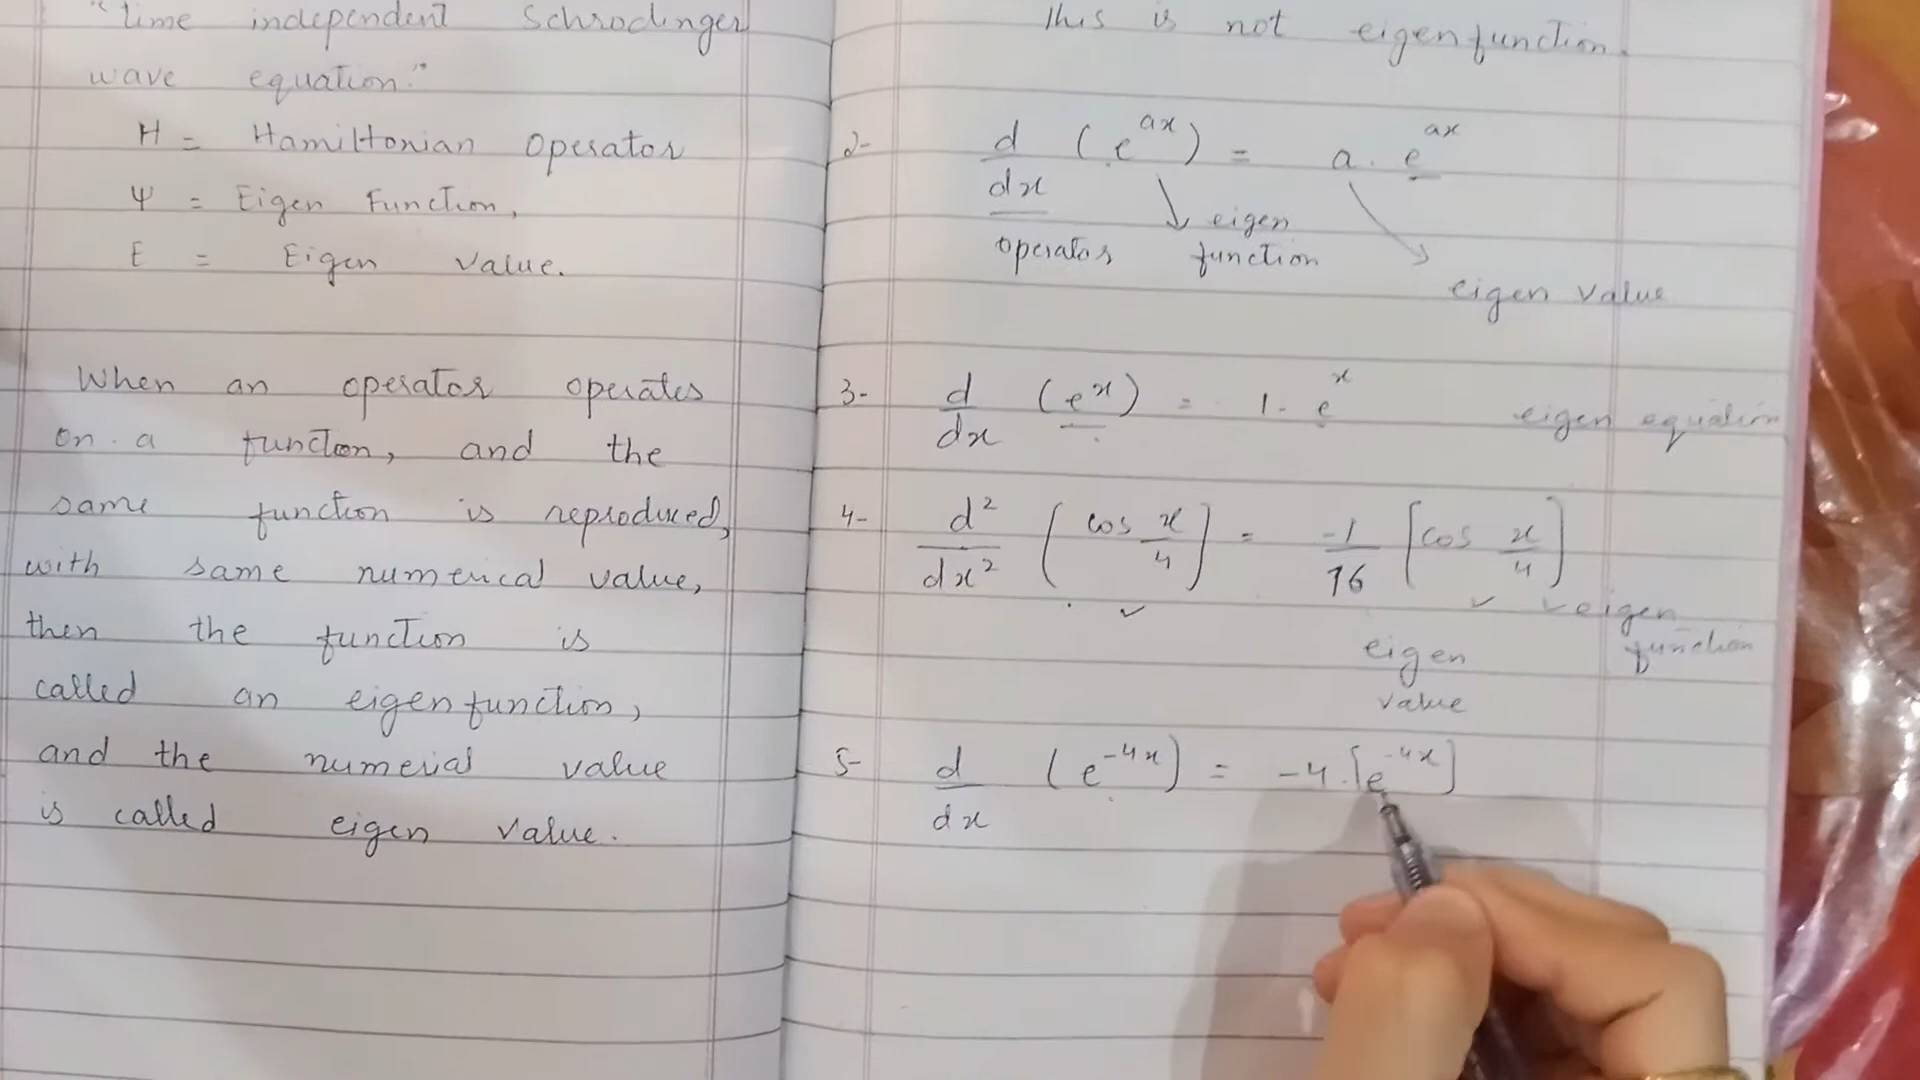 "time independent Schrodinger
wave equation."
H = Hamiltonian Operator
Ψ = Eigen Function,
E = Eigen Value.
When an operator operates
on a function, and the
same function is reproduced,
with same numerical value,
then the function is
called an eigenfunction,
and the numerial value
is called eigen value.
This is not eigenfunction.
2- d/dx (e^ax) = a. e^ax
operator
eigen function
eigen value
3- d/dx (e^x) = 1. e^x eigen equation
4- d²/dx² [cos x/4] = -1/16 [cos x/4]
eigen function
eigen value
5- d/dx (e^-4x) = -4.[e^-4x]